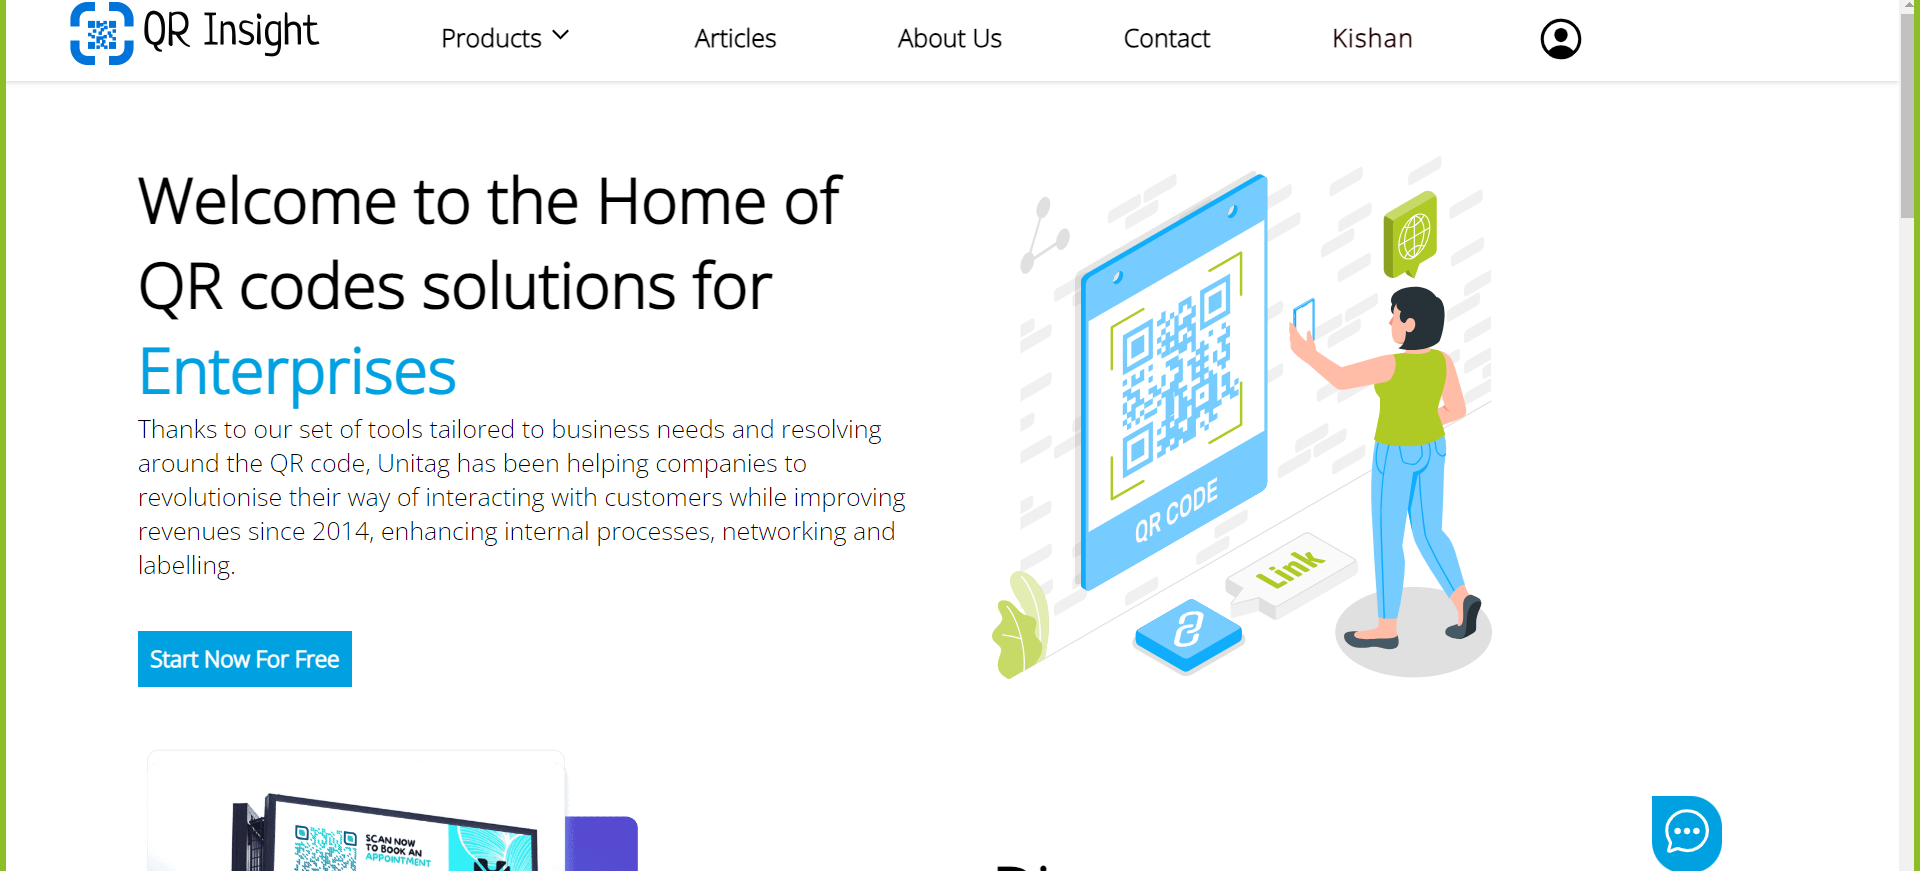 QR Insight
Products
Articles
About Us
Contact
Kishan
Welcome to the Home of
QR codes solutions for
Enterprises
Thanks to our set of tools tailored to business needs and resolving
around the QR code, Unitag has been helping companies to
revolutionise their way of interacting with customers while improving
revenues since 2014, enhancing internal processes, networking and
labelling.
Start Now For Free
QR CODE
Link
SCAN NOW
TO BOOK AN
APPOINTMENT